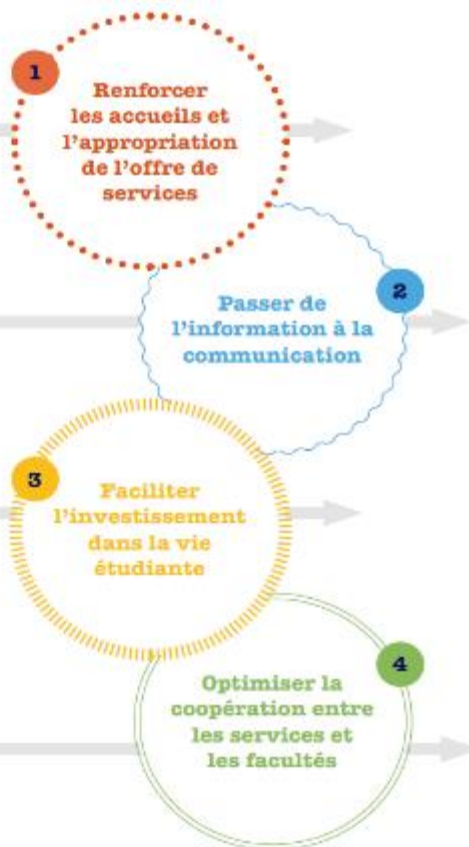 1
Renforcer
les accueils et
l'appropriation
de l'offre de
services
2
Passer de
l'information à la
communication
3
Faciliter
l'investissement
dans la vie
étudiante
4
Optimiser la
coopération entre
les services et
les facultés